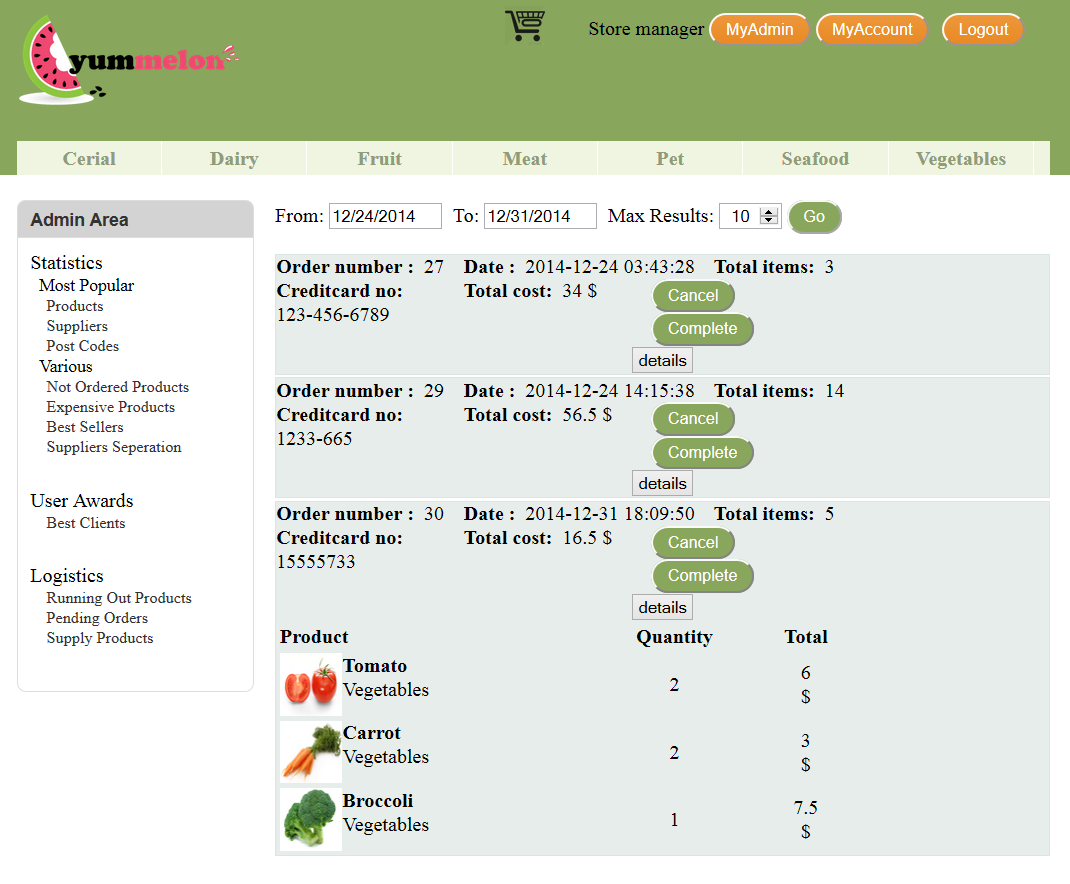 yummelon
Store manager MyAdmin MyAccount Logout
Cerial Dairy Fruit Meat Pet Seafood Vegetables
Admin Area
Statistics
Most Popular
Products
Suppliers
Post Codes
Various
Not Ordered Products
Expensive Products
Best Sellers
Suppliers Seperation
User Awards
Best Clients
Logistics
Running Out Products
Pending Orders
Supply Products
From: 12/24/2014 To: 12/31/2014 Max Results: 10 Go
Order number : 27 Date : 2014-12-24 03:43:28 Total items: 3
Creditcard no: Total cost: 34 $ Cancel
123-456-6789
Complete
details
Order number : 29 Date : 2014-12-24 14:15:38 Total items: 14
Creditcard no: Total cost: 56.5 $ Cancel
1233-665
Complete
details
Order number : 30 Date : 2014-12-31 18:09:50 Total items: 5
Creditcard no: Total cost: 16.5 $ Cancel
15555733
Complete
details
Product Quantity Total
Tomato
Vegetables
2
6
$
Carrot
Vegetables
2
3
$
Broccoli
Vegetables
1
7.5
$